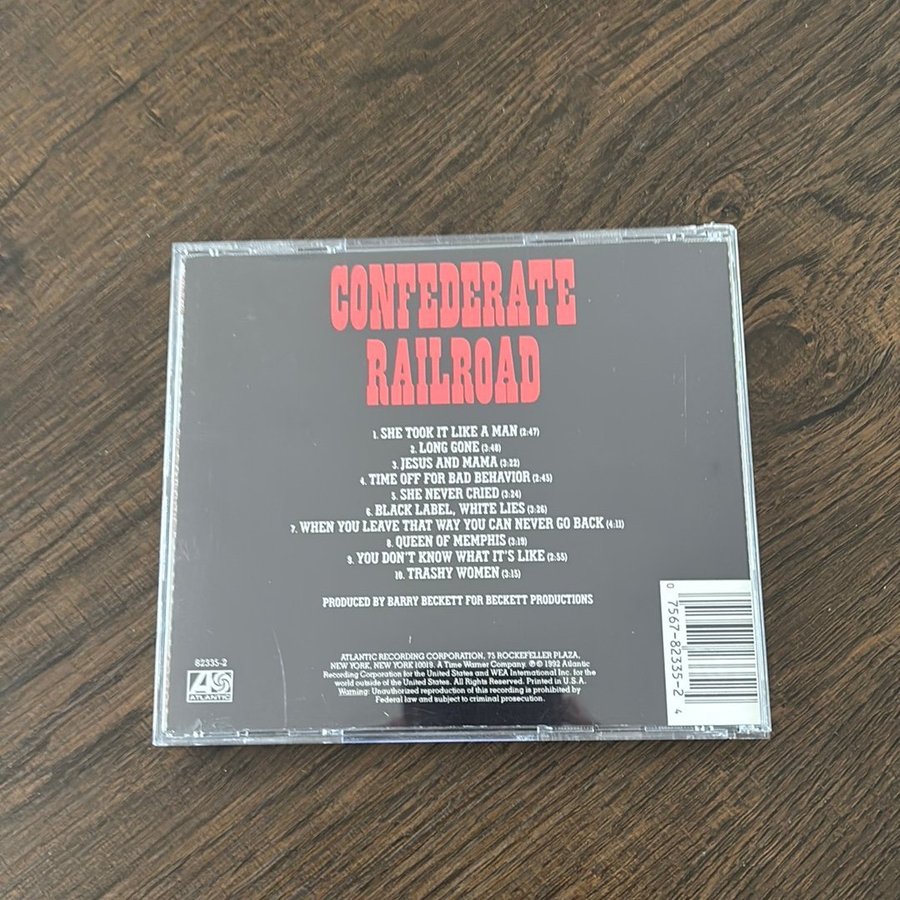 CONFEDERATE
RAILROAD
1. SHE TOOK IT LIKE A MAN (2:47)
2. LONG GONE (3:48)
3. JESUS AND MAMA (3:22)
4. TIME OFF FOR BAD BEHAVIOR (2:45)
5. SHE NEVER CRIED (3:24)
6. BLACK LABEL, WHITE LIES (3:26)
7. WHEN YOU LEAVE THAT WAY YOU CAN NEVER GO BACK (4:11)
8. QUEEN OF MEMPHIS (3:19)
9. YOU DON'T KNOW WHAT IT'S LIKE (2:55)
10. TRASHY WOMEN (3:15)
PRODUCED BY BARRY BECKETT FOR BECKETT PRODUCTIONS
82335-2
ATLANTIC
ATLANTIC RECORDING CORPORATION, 75 ROCKEFELLER PLAZA,
NEW YORK, NEW YORK 10019. A Time Warner Company. ℗ © 1992 Atlantic
Recording Corporation for the United States and WEA International Inc. for the
world outside of the United States. All Rights Reserved. Printed in U.S.A.
Warning: Unauthorized reproduction of this recording is prohibited by
Federal law and subject to criminal prosecution.
0 7567-82335-2 4